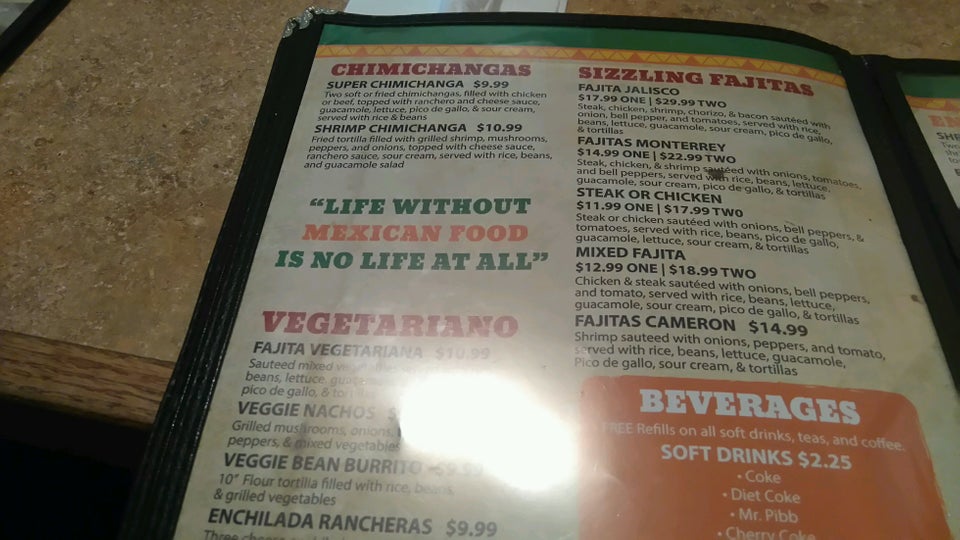 CHIMICHANGAS
SUPER CHIMICHANGA $9.99
Two soft or fried chimichangas, filled with chicken
or beef, topped with ranchero and cheese sauce,
guacamole, lettuce, pico de gallo, & sour cream,
served with rice & beans
SHRIMP CHIMICHANGA $10.99
Fried tortilla filled with grilled shrimp, mushrooms,
peppers, and onions, topped with cheese sauce,
ranchero sauce, sour cream, served with rice, beans,
and guacamole salad
"LIFE WITHOUT
MEXICAN FOOD
IS NO LIFE AT ALL"
VEGETARIANO
FAJITA VEGETARIANA $10.99
Sauteed mixed
beans, lettuce,
pico de gallo, &
VEGGIE NACHOS
Grilled mushrooms, onions,
peppers, & mixed vegetables
VEGGIE BEAN BURRITO $9.99
10" Flour tortilla filled with rice, beans,
& grilled vegetables
ENCHILADA RANCHERAS $9.99
Three cheese
SIZZLING FAJITAS
FAJITA JALISCO
$17.99 ONE | $29.99 TWO
Steak, chicken, shrimp, chorizo, & bacon sautéed with
onion, bell pepper, and tomatoes, served with rice,
beans, lettuce, guacamole, sour cream, pico de gallo,
& tortillas
FAJITAS MONTERREY
$14.99 ONE | $22.99 TWO
Steak, chicken, & shrimp sautéed with onions, tomatoes,
and bell peppers, served with rice, beans, lettuce,
guacamole, sour cream, pico de gallo, & tortillas
STEAK OR CHICKEN
$11.99 ONE | $17.99 TWO
Steak or chicken sautéed with onions, bell peppers, &
tomatoes, served with rice, beans, pico de gallo,
guacamole, lettuce, sour cream, & tortillas
MIXED FAJITA
$12.99 ONE | $18.99 TWO
Chicken & steak sautéed with onions, bell peppers,
and tomato, served with rice, beans, lettuce,
guacamole, sour cream, pico de gallo, & tortillas
FAJITAS CAMERON $14.99
Shrimp sauteed with onions, peppers, and tomato,
served with rice, beans, lettuce, guacamole,
Pico de gallo, sour cream, & tortillas
BEVERAGES
FREE Refills on all soft drinks, teas, and coffee.
SOFT DRINKS $2.25
• Coke
• Diet Coke
• Mr. Pibb
• Cherry Coke